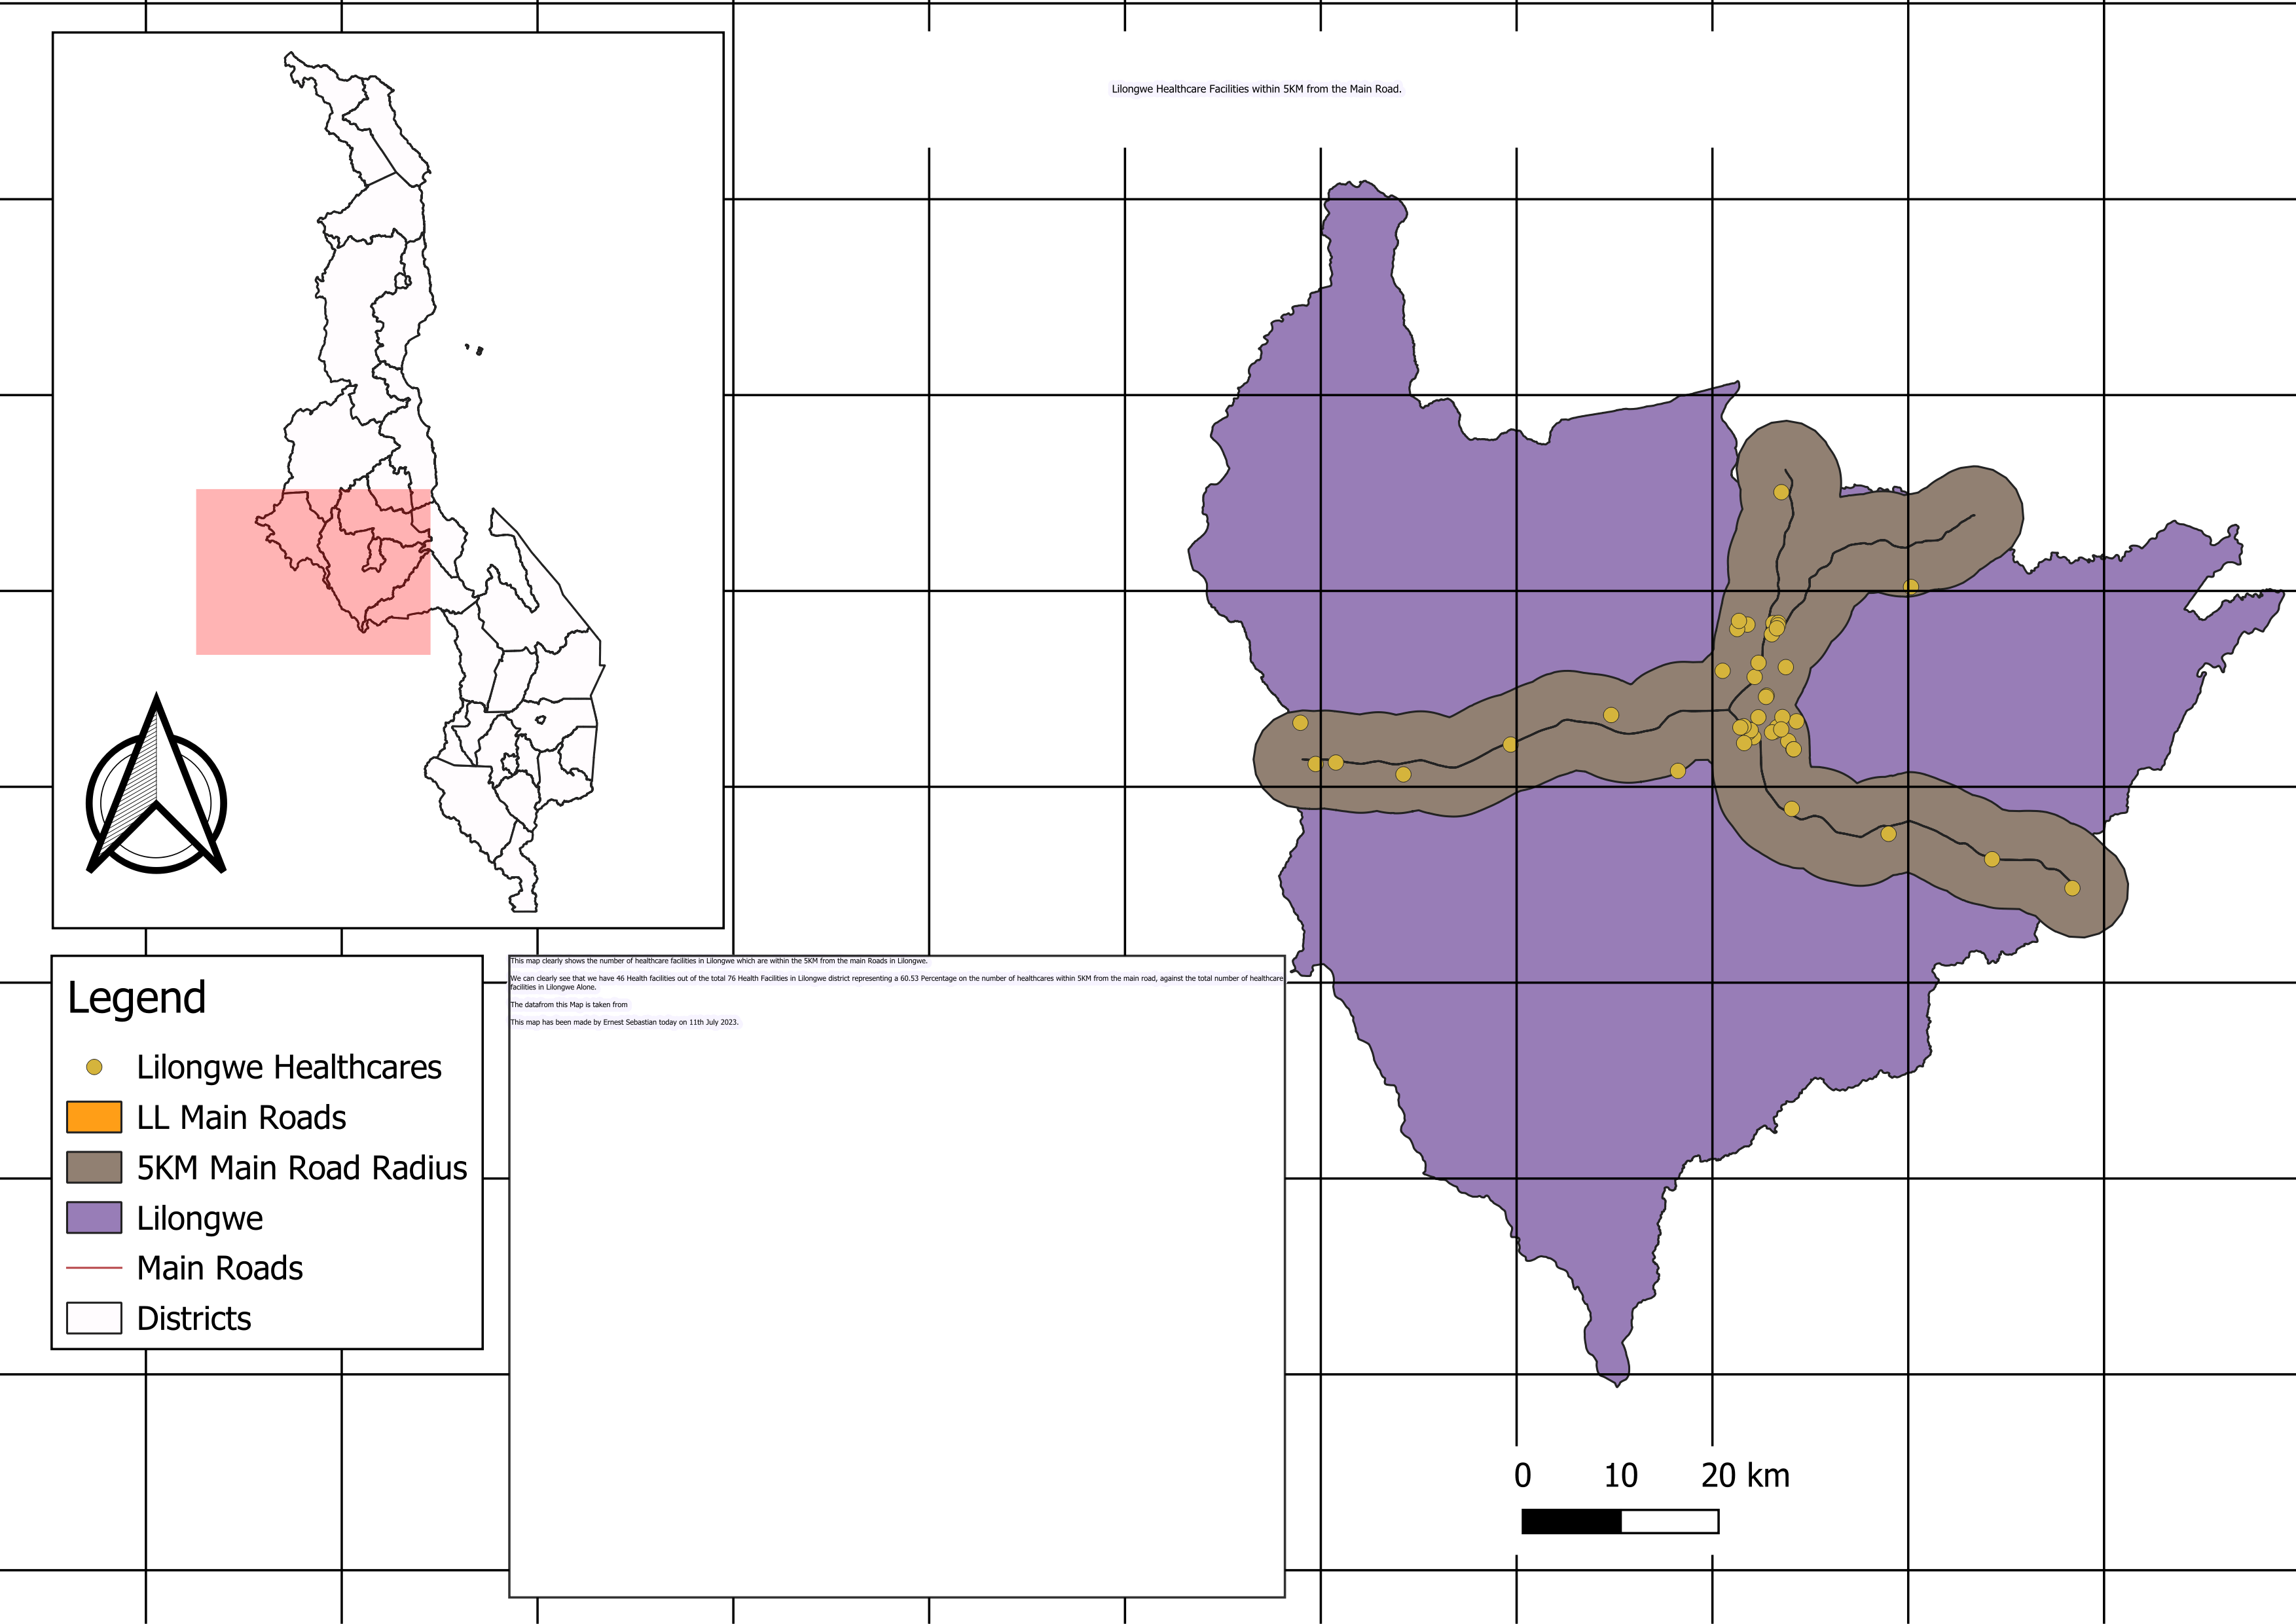 Lilongwe Healthcare Facilities within 5KM from the Main Road.
This map clearly shows the number of healthcare facilities in Lilongwe which are within the 5KM from the main Roads in Lilongwe.
We can clearly see that we have 46 Health facilities out of the total 76 Health Facilities in Lilongwe district representing a 60.53 Percentage on the number of healthcares within 5KM from the main road, against the total number of healthcare
facilities in Lilongwe Alone.
The datafrom this Map is taken from
This map has been made by Ernest Sebastian today on 11th July 2023.
Legend
Lilongwe Healthcares
LL Main Roads
5KM Main Road Radius
Lilongwe
Main Roads
Districts
0 10 20 km